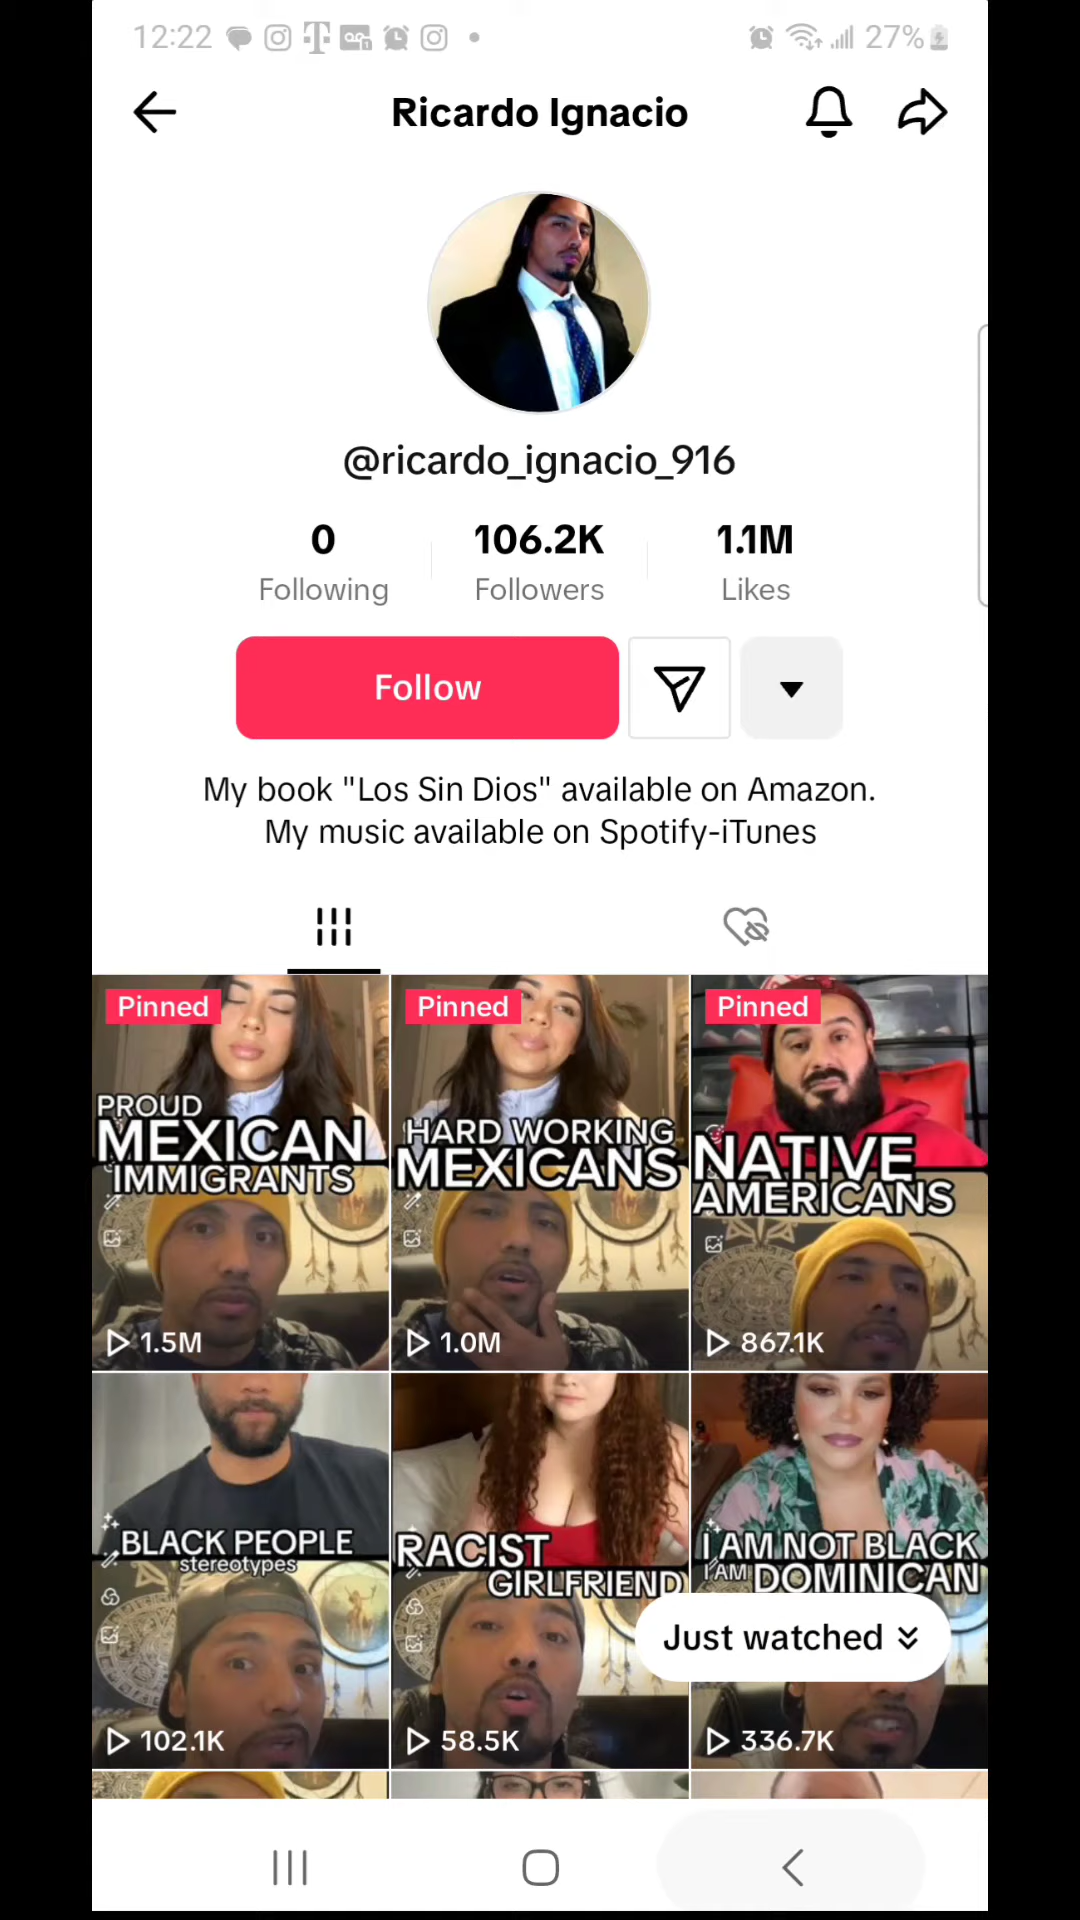 12:22
27%
Ricardo Ignacio
@ricardo_ignacio_916
0 106.2K 1.1M
Following Followers Likes
Follow
My book "Los Sin Dios" available on Amazon.
My music available on Spotify-iTunes
Pinned
PROUD
MEXICAN
IMMIGRANTS
1.5M
Pinned
HARD WORKING
MEXICANS
1.0M
Pinned
NATIVE
AMERICANS
867.1K
BLACK PEOPLE
stereotypes
102.1K
RACIST
GIRLFRIEND
58.5K
I AM NOT BLACK
I AM DOMINICAN
Just watched
336.7K